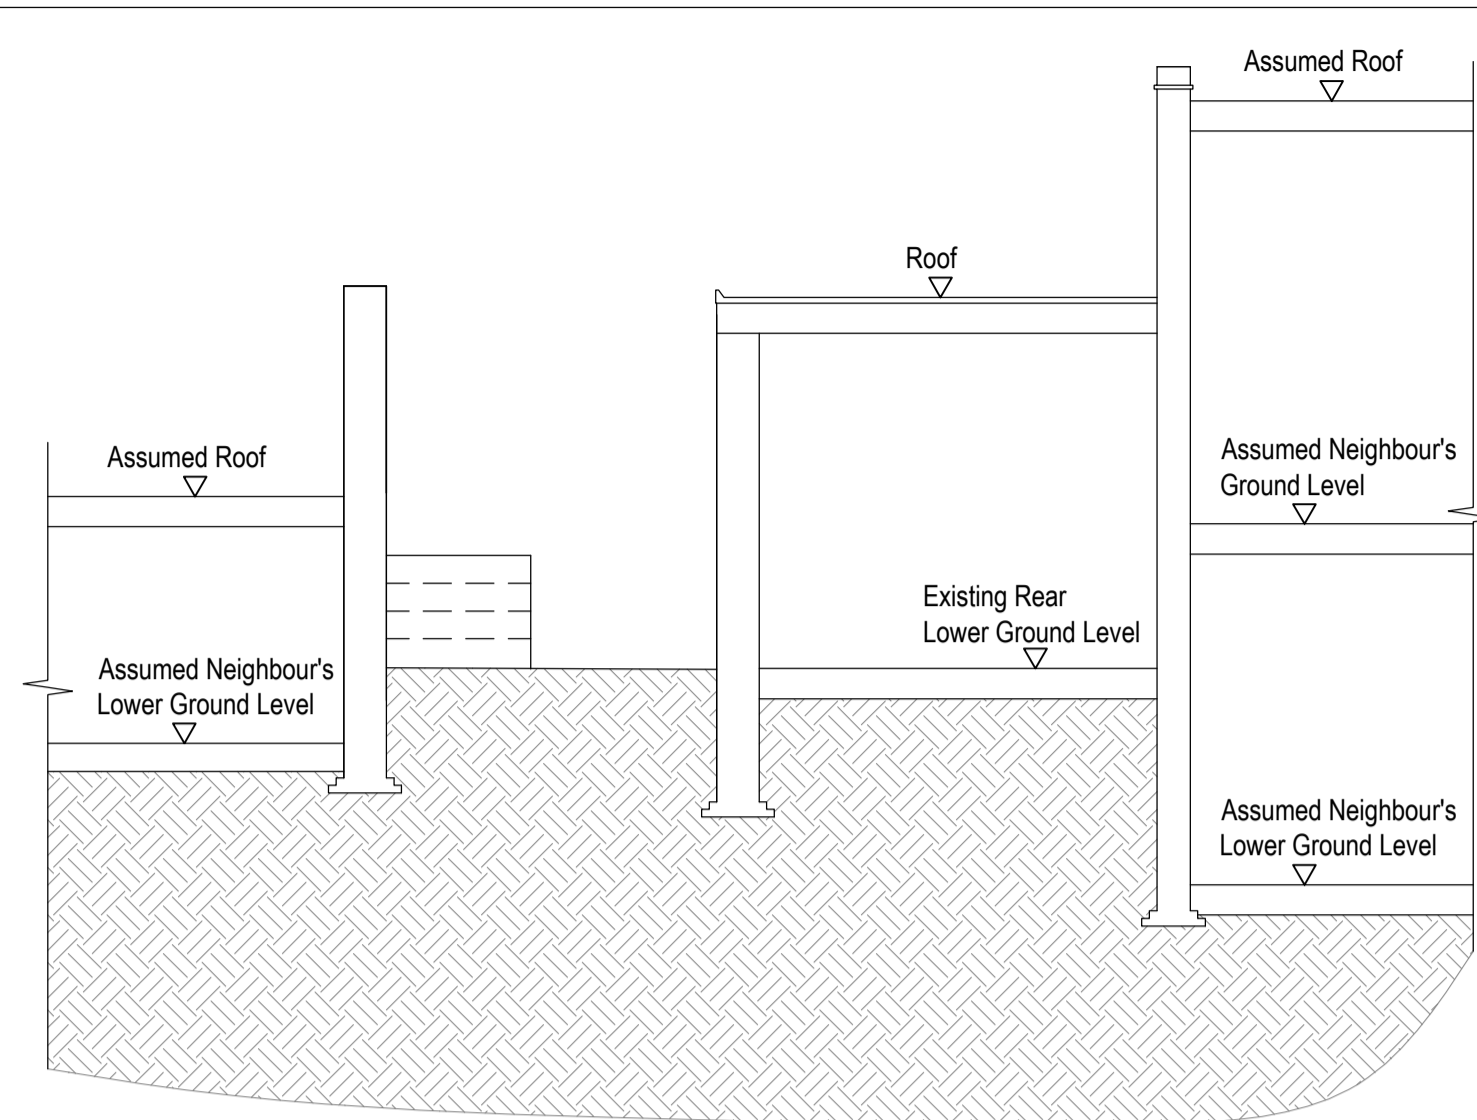 Assumed Roof
Roof
Assumed Roof
Assumed Neighbour's
Ground Level
Existing Rear
Lower Ground Level
Assumed Neighbour's
Lower Ground Level
Assumed Neighbour's
Lower Ground Level